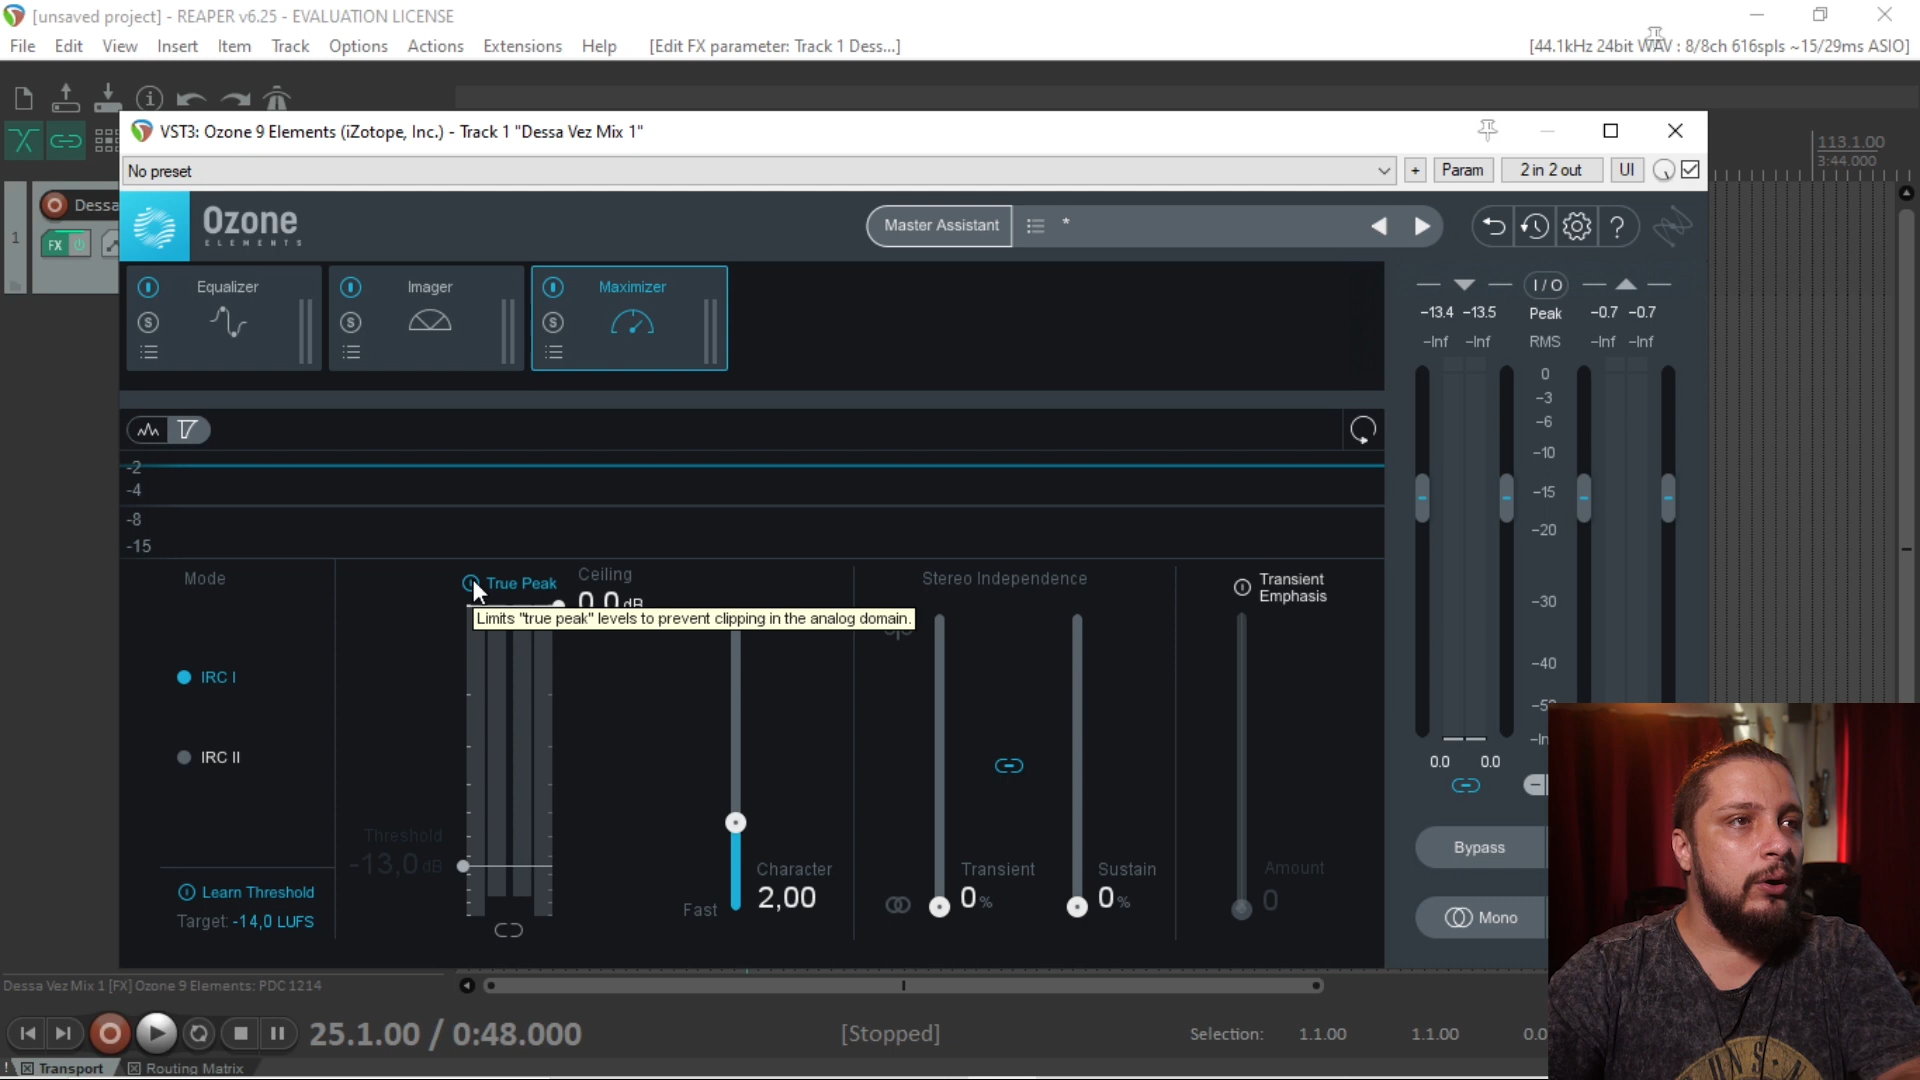 [unsaved project] - REAPER v6.25 - EVALUATION LICENSE
File Edit View Insert Item Track Options Actions Extensions Help [Edit FX parameter: Track 1 Dess...]
[44.1kHz 24bit WAV : 8/8ch 616spls ~15/29ms ASIO]
VST3: Ozone 9 Elements (iZotope, Inc.) - Track 1 "Dessa Vez Mix 1"
113.1.00
3:44.000
No preset
+ Param 2 in 2 out UI
Dessa
1
FX
Ozone
ELEMENTS
Master Assistant
*
?
Equalizer
S
Imager
S
Maximizer
S
I / O
-13.4 -13.5 Peak -0.7 -0.7
-Inf -Inf RMS -Inf -Inf
0
-3
-6
-10
-15
-20
-30
-40
-2
-4
-8
-15
Mode
IRC I
IRC II
Learn Threshold
Target: -14,0 LUFS
True Peak
Ceiling
0,0 dB
Limits "true peak" levels to prevent clipping in the analog domain.
Threshold
-13,0 dB
Character
Fast 2,00
Stereo Independence
Transient
0 %
Sustain
0 %
Transient
Emphasis
Amount
0
0.0 0.0
Bypass
Mono
Dessa Vez Mix 1 [FX] Ozone 9 Elements: PDC 1214
25.1.00 / 0:48.000
[Stopped]
Selection: 1.1.00 1.1.00
! Transport Routing Matrix